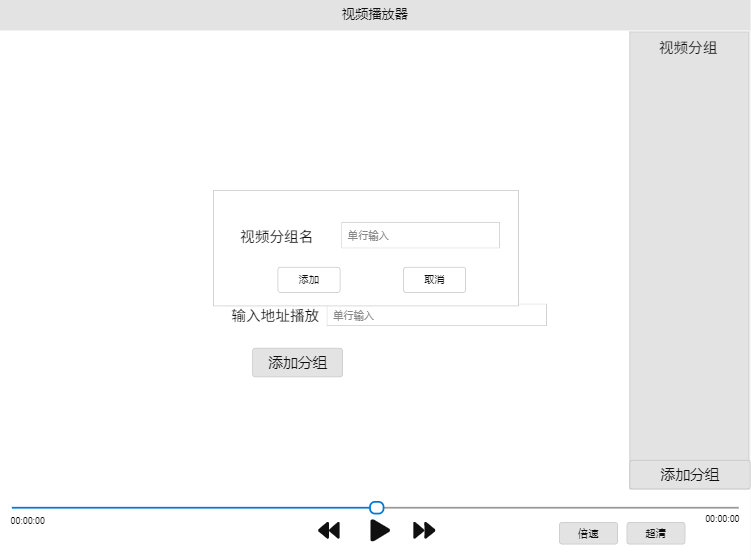 视频播放器
视频分组
视频分组名
单行输入
添加
取消
输入地址播放
单行输入
添加分组
添加分组
00:00:00
00:00:00
倍速
超清